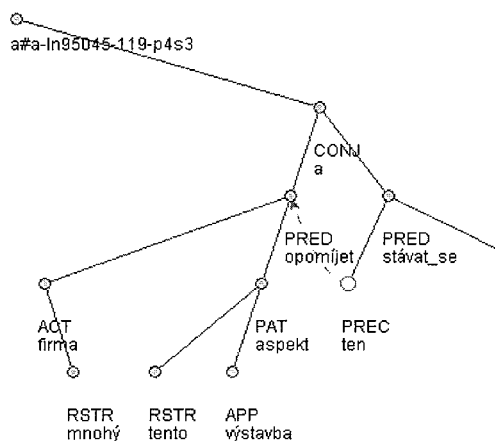 a#a-ln95045-119-p4s3
CONJ
a
PRED
opomíjet
PRED
stávat_se
ACT
firma
PAT
aspekt
PREC
ten
RSTR
mnohý
RSTR
tento
APP
výstavba